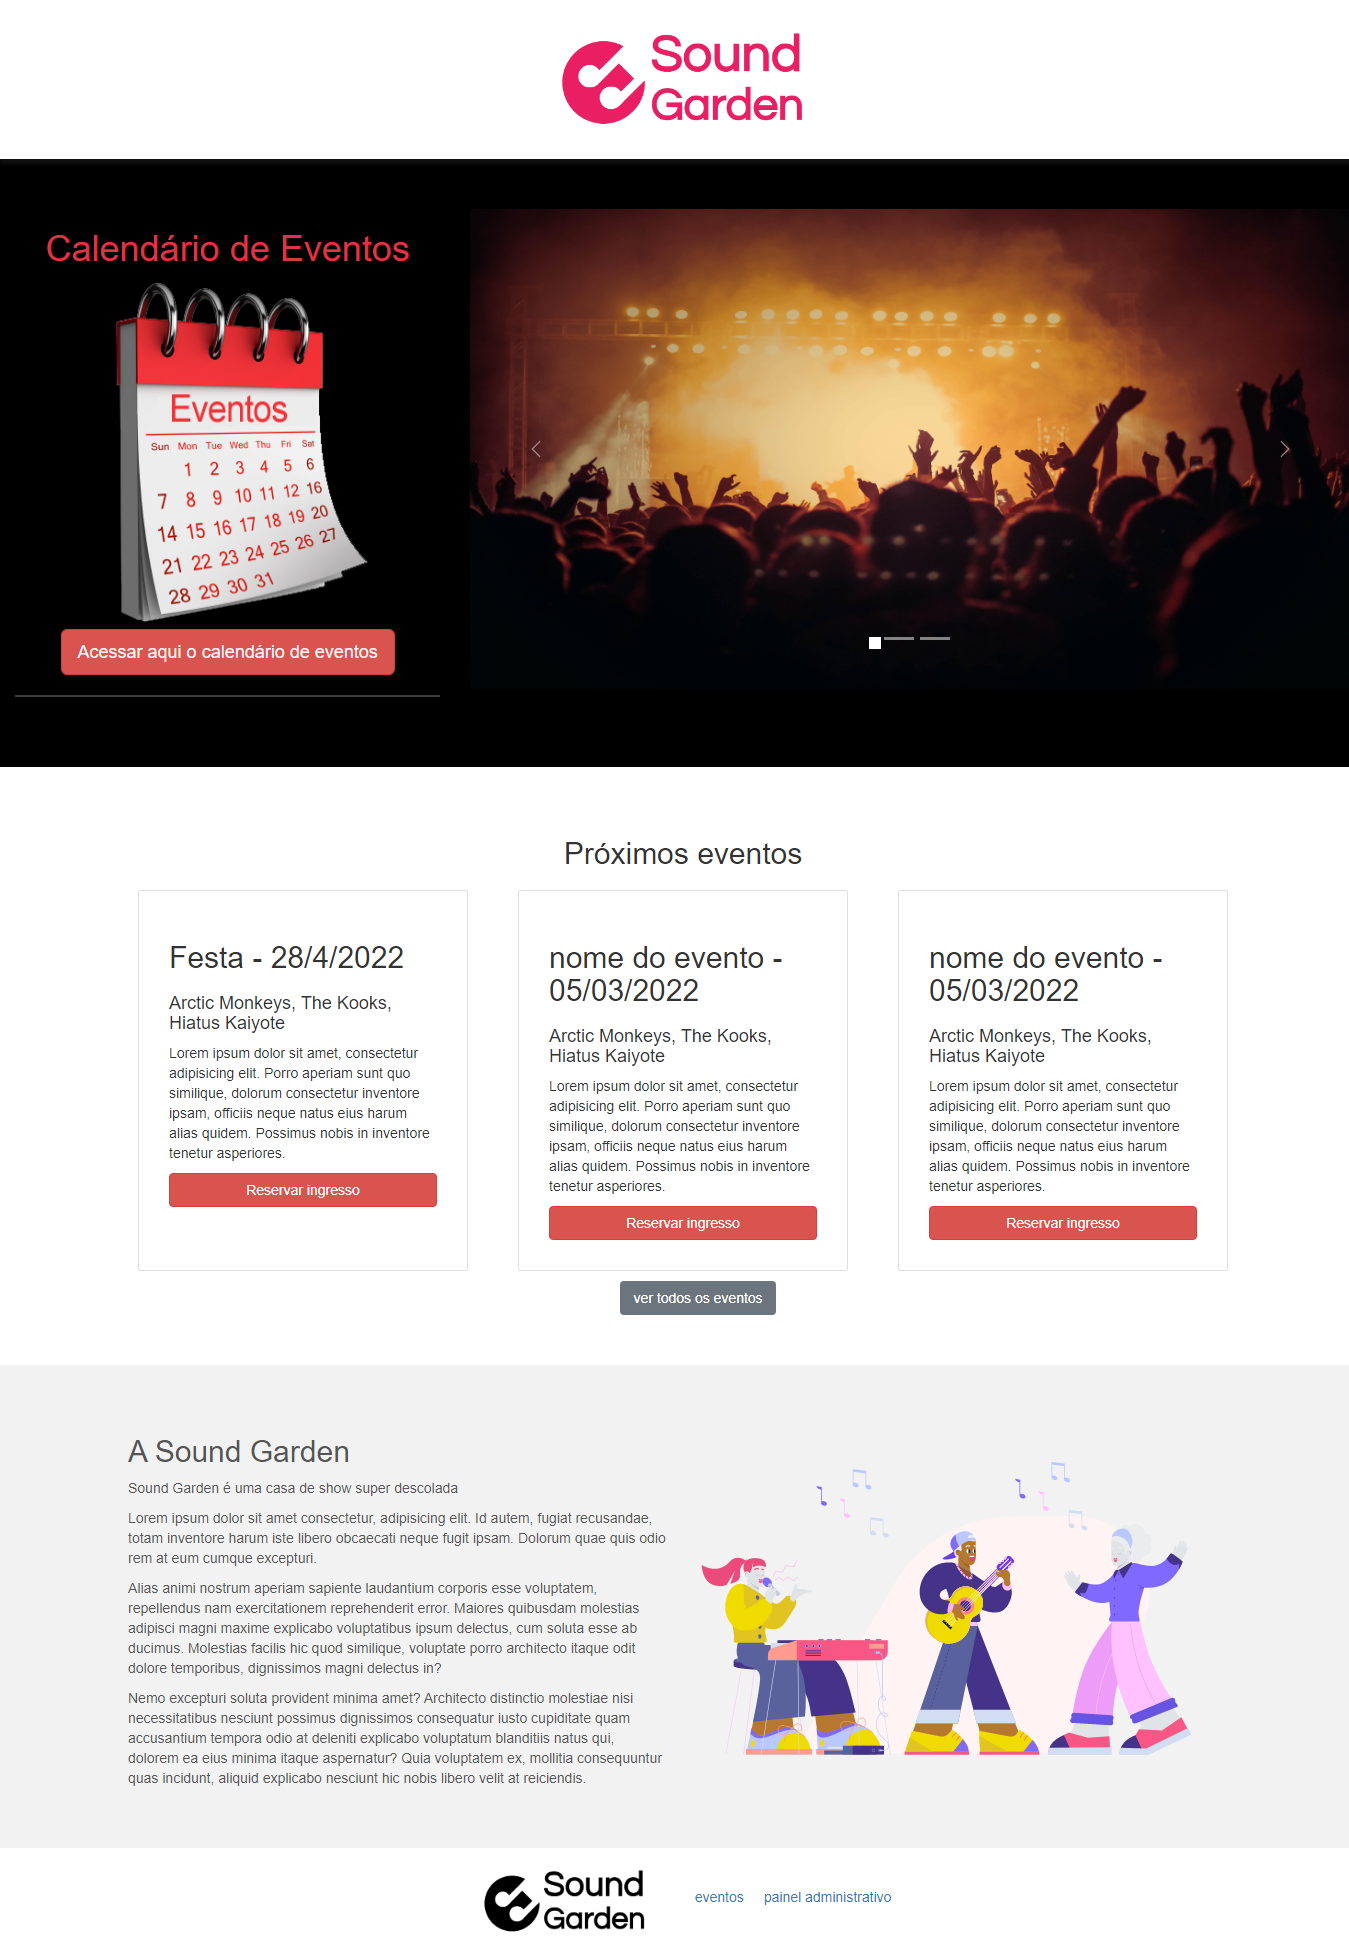 Sound
Garden
Calendário de Eventos
Eventos
Sun Mon Tue Wed Thu Fri Sat
1 2 3 4 5 6
7 8 9 10 11 12 16
14 15 16 17 18 19 20
21 22 23 24 25 26 27
28 29 30 31
Acessar aqui o calendário de eventos
Próximos eventos
Festa - 28/4/2022
Arctic Monkeys, The Kooks,
Hiatus Kaiyote
Lorem ipsum dolor sit amet, consectetur
adipisicing elit. Porro aperiam sunt quo
similique, dolorum consectetur inventore
ipsam, officiis neque natus eius harum
alias quidem. Possimus nobis in inventore
tenetur asperiores.
Reservar ingresso
nome do evento -
05/03/2022
Arctic Monkeys, The Kooks,
Hiatus Kaiyote
Lorem ipsum dolor sit amet, consectetur
adipisicing elit. Porro aperiam sunt quo
similique, dolorum consectetur inventore
ipsam, officiis neque natus eius harum
alias quidem. Possimus nobis in inventore
tenetur asperiores.
Reservar ingresso
nome do evento -
05/03/2022
Arctic Monkeys, The Kooks,
Hiatus Kaiyote
Lorem ipsum dolor sit amet, consectetur
adipisicing elit. Porro aperiam sunt quo
similique, dolorum consectetur inventore
ipsam, officiis neque natus eius harum
alias quidem. Possimus nobis in inventore
tenetur asperiores.
Reservar ingresso
ver todos os eventos
A Sound Garden
Sound Garden é uma casa de show super descolada
Lorem ipsum dolor sit amet consectetur, adipisicing elit. Id autem, fugiat recusandae,
totam inventore harum iste libero obcaecati neque fugit ipsam. Dolorum quae quis odio
rem at eum cumque excepturi.
Alias animi nostrum aperiam sapiente laudantium corporis esse voluptatem,
repellendus nam exercitationem reprehenderit error. Maiores quibusdam molestias
adipisci magni maxime explicabo voluptatibus ipsum delectus, cum soluta esse ab
ducimus. Molestias facilis hic quod similique, voluptate porro architecto itaque odit
dolore temporibus, dignissimos magni delectus in?
Nemo excepturi soluta provident minima amet? Architecto distinctio molestiae nisi
necessitatibus nesciunt possimus dignissimos consequatur iusto cupiditate quam
accusantium tempora odio at deleniti explicabo voluptatum blanditiis natus qui,
dolorem ea eius minima itaque aspernatur? Quia voluptatem ex, mollitia consequuntur
quas incidunt, aliquid explicabo nesciunt hic nobis libero velit at reiciendis.
Sound
Garden
eventos painel administrativo